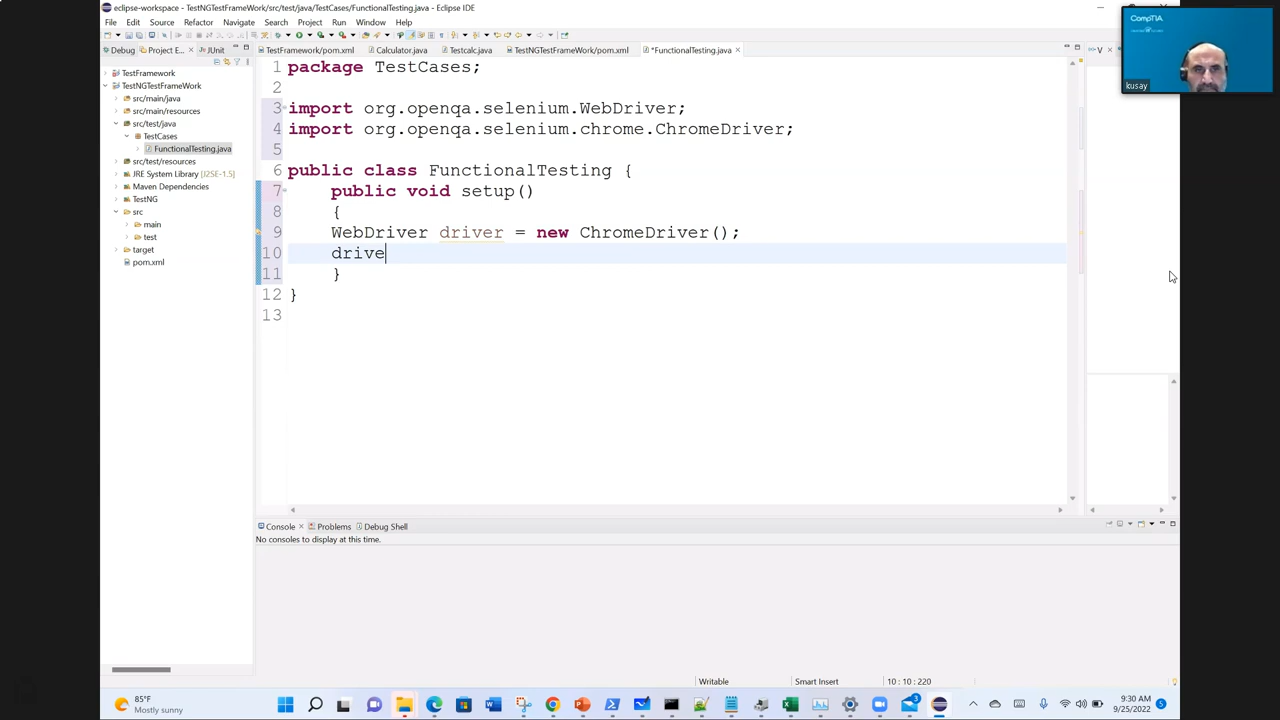 eclipse-workspace - TestNGTestFrameWork/src/test/java/TestCases/FunctionalTesting.java - Eclipse IDE
File Edit Source Refactor Navigate Search Project Run Window Help
Debug Project E... JUnit
TestFramework/pom.xml Calculator.java Testcalc.java TestNGTestFrameWork/pom.xml *FunctionalTesting.java
TestFramework
TestNGTestFrameWork
src/main/java
src/main/resources
src/test/java
TestCases
FunctionalTesting.java
src/test/resources
JRE System Library [J2SE-1.5]
Maven Dependencies
TestNG
src
main
test
target
pom.xml
1 package TestCases;
2
3 import org.openqa.selenium.WebDriver;
4 import org.openqa.selenium.chrome.ChromeDriver;
5
6 public class FunctionalTesting {
7 public void setup()
8 {
9 WebDriver driver = new ChromeDriver();
10 drive
11 }
12 }
13
CompTIA
kusay
V
Console Problems Debug Shell
No consoles to display at this time.
Writable Smart Insert 10 : 10 : 220
85°F
Mostly sunny
3
9:30 AM
9/25/2022
5